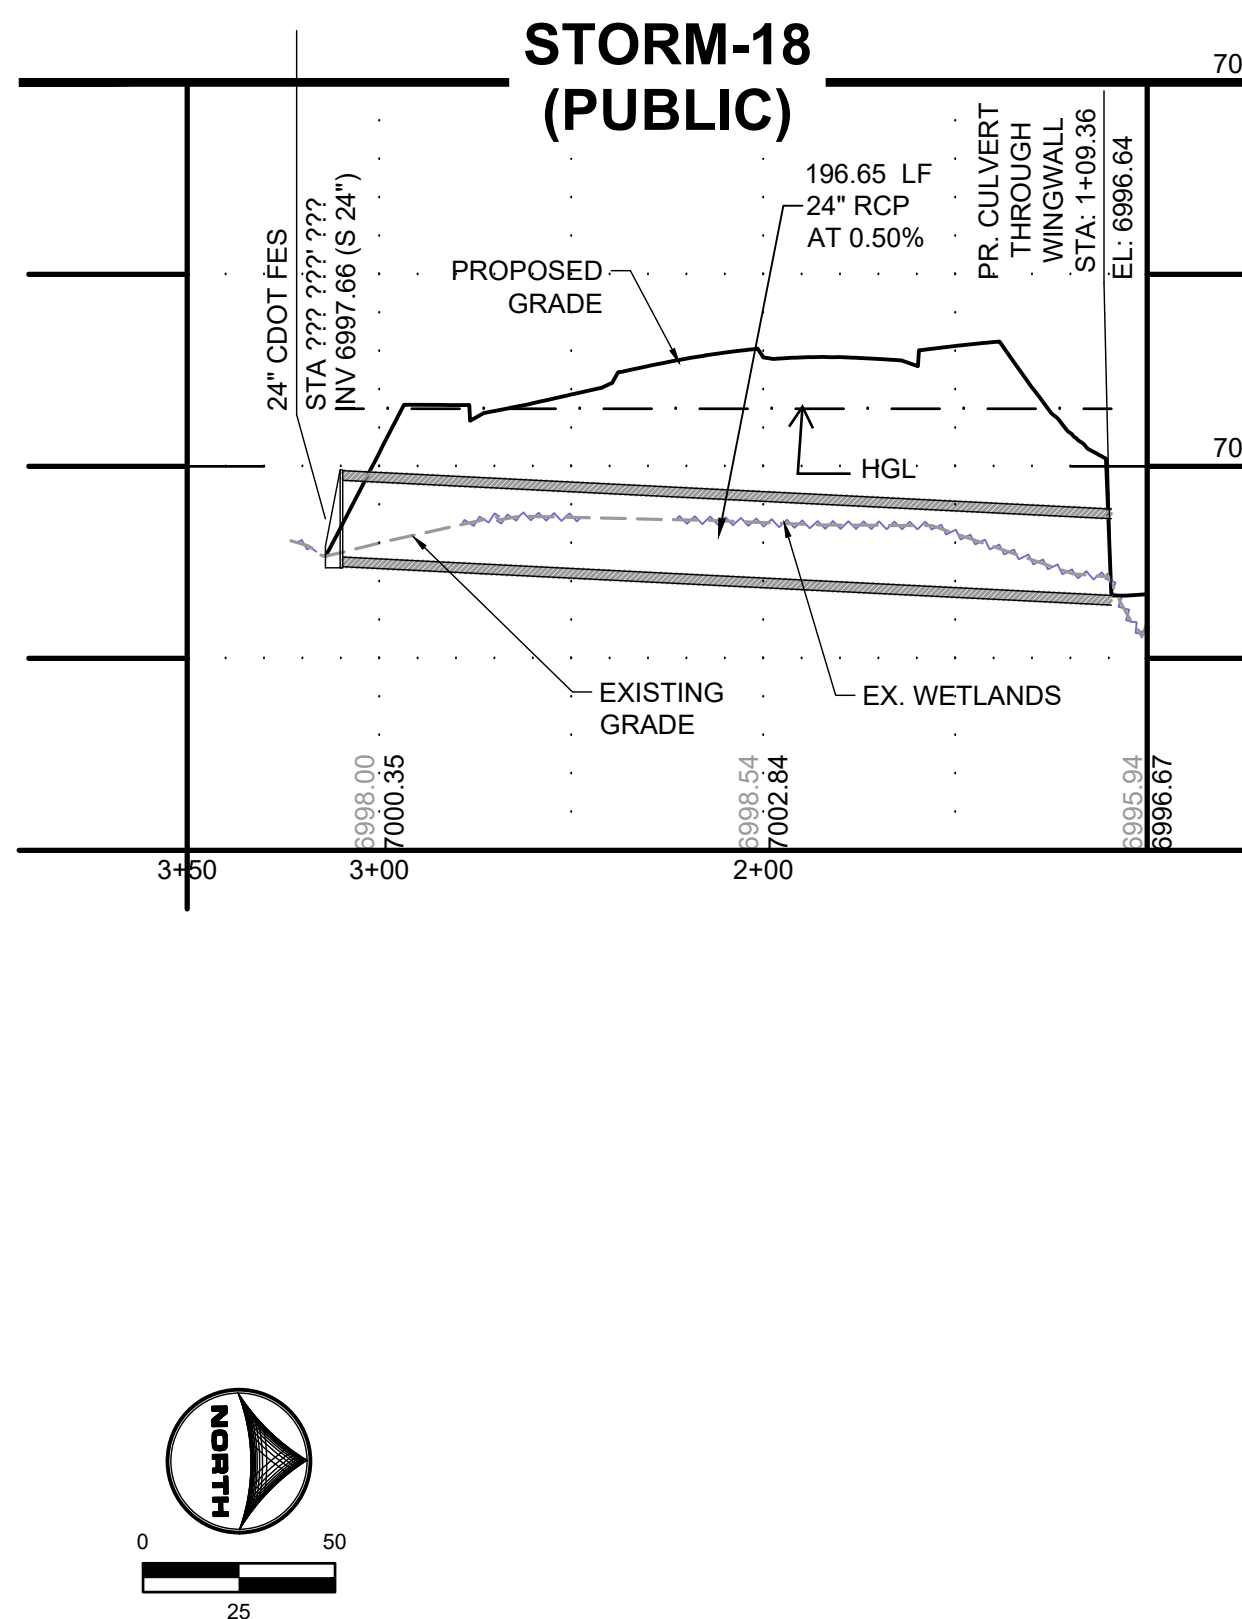 STORM-18
(PUBLIC)
70
24" CDOT FES
STA ??? ???' ???
INV 6997.66 (S 24")
PROPOSED
GRADE
196.65 LF
24" RCP
AT 0.50%
PR. CULVERT
THROUGH
WINGWALL
STA: 1+09.36
EL: 6996.64
HGL
70
EXISTING
GRADE
EX. WETLANDS
6998.00
7000.35
6998.54
7002.84
6995.94
6996.67
3+50
3+00
2+00
NORTH
0
50
25